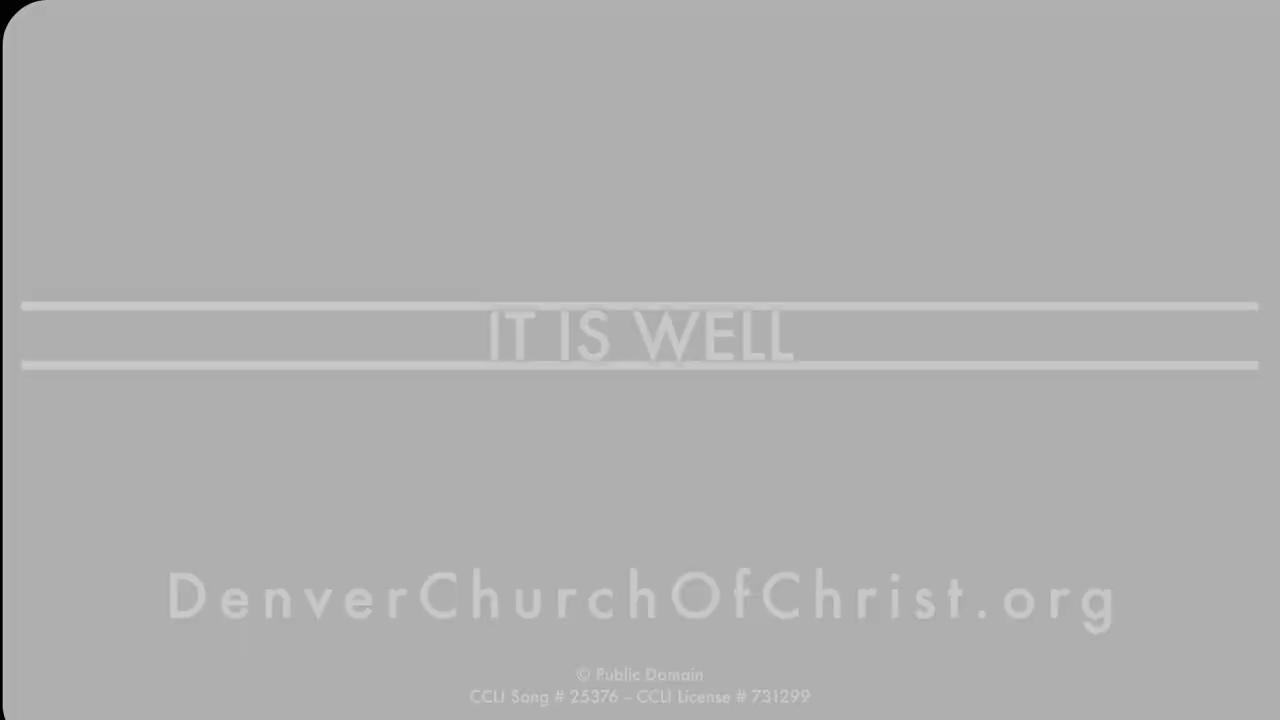 IT IS WELL
DenverChurchOfChrist.org
© Public Domain
CCLI Song # 25376 – CCLI License # 731299